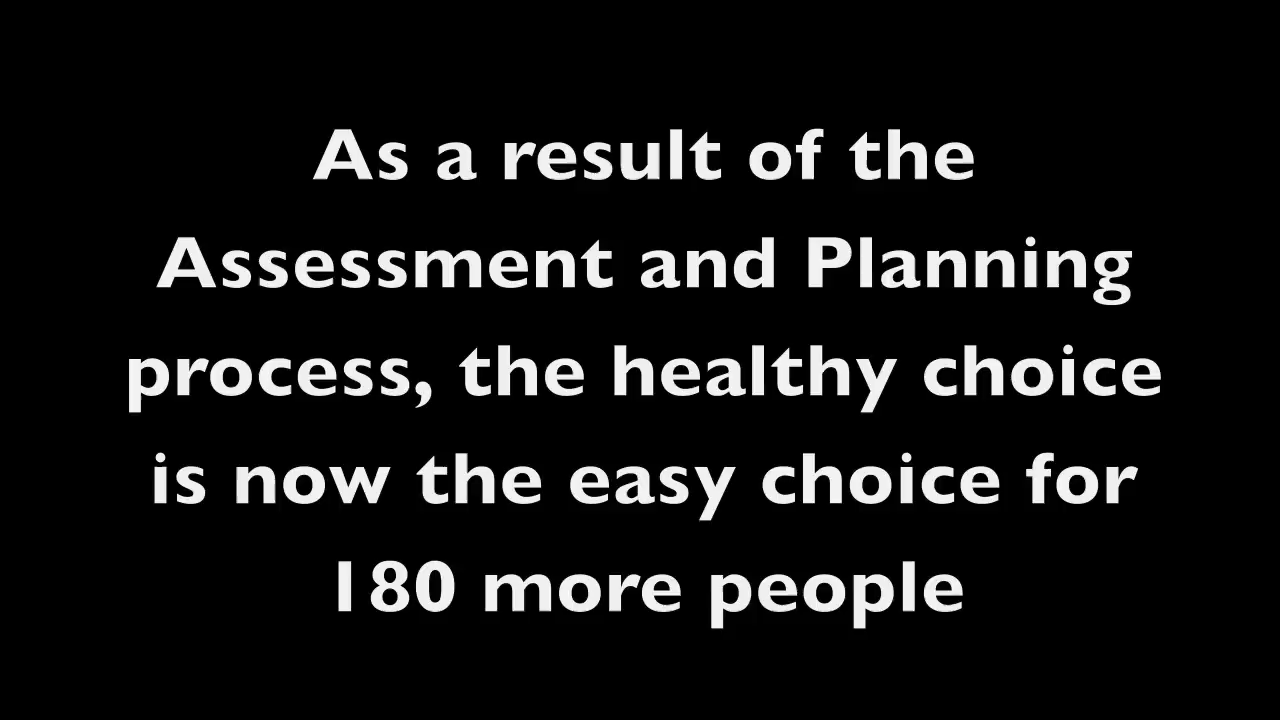 As a result of the
Assessment and Planning
process, the healthy choice
is now the easy choice for
180 more people